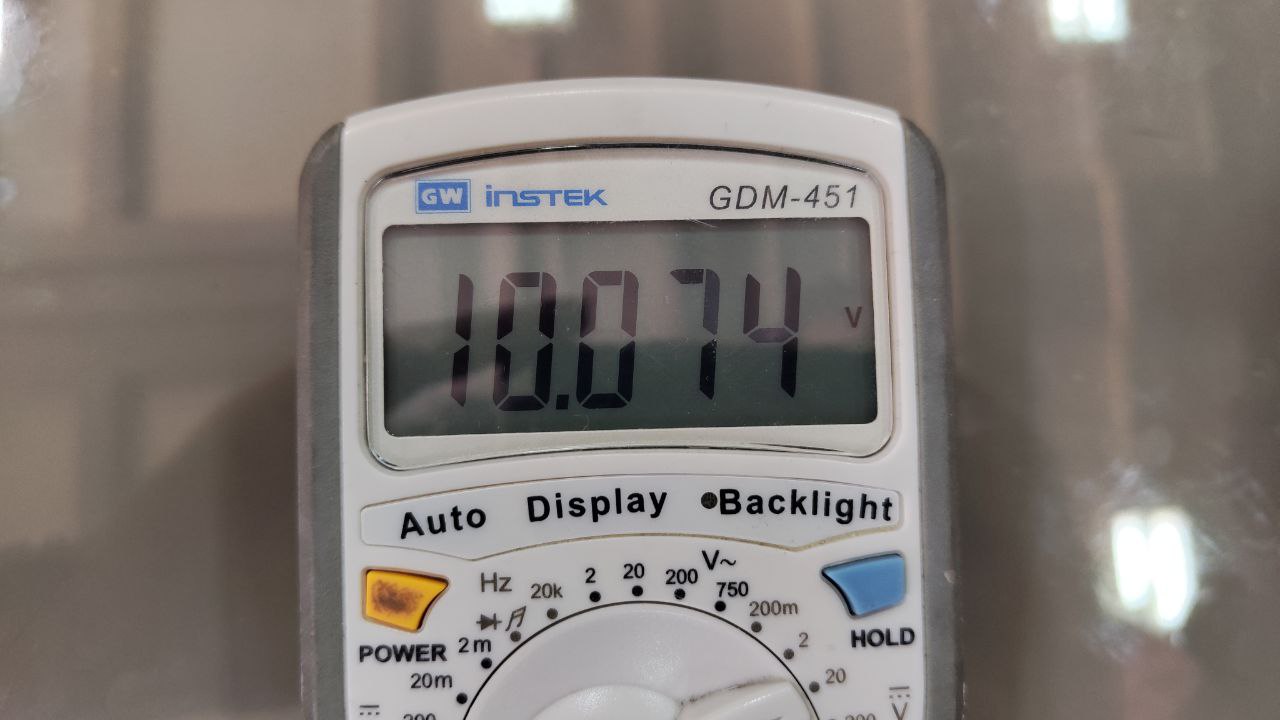 GW INSTEK GDM-451
10.074 V
Auto Display Backlight
Hz 20k 2 20 200 V~ 750 200m 2 20
POWER 2m HOLD
20m
200 V